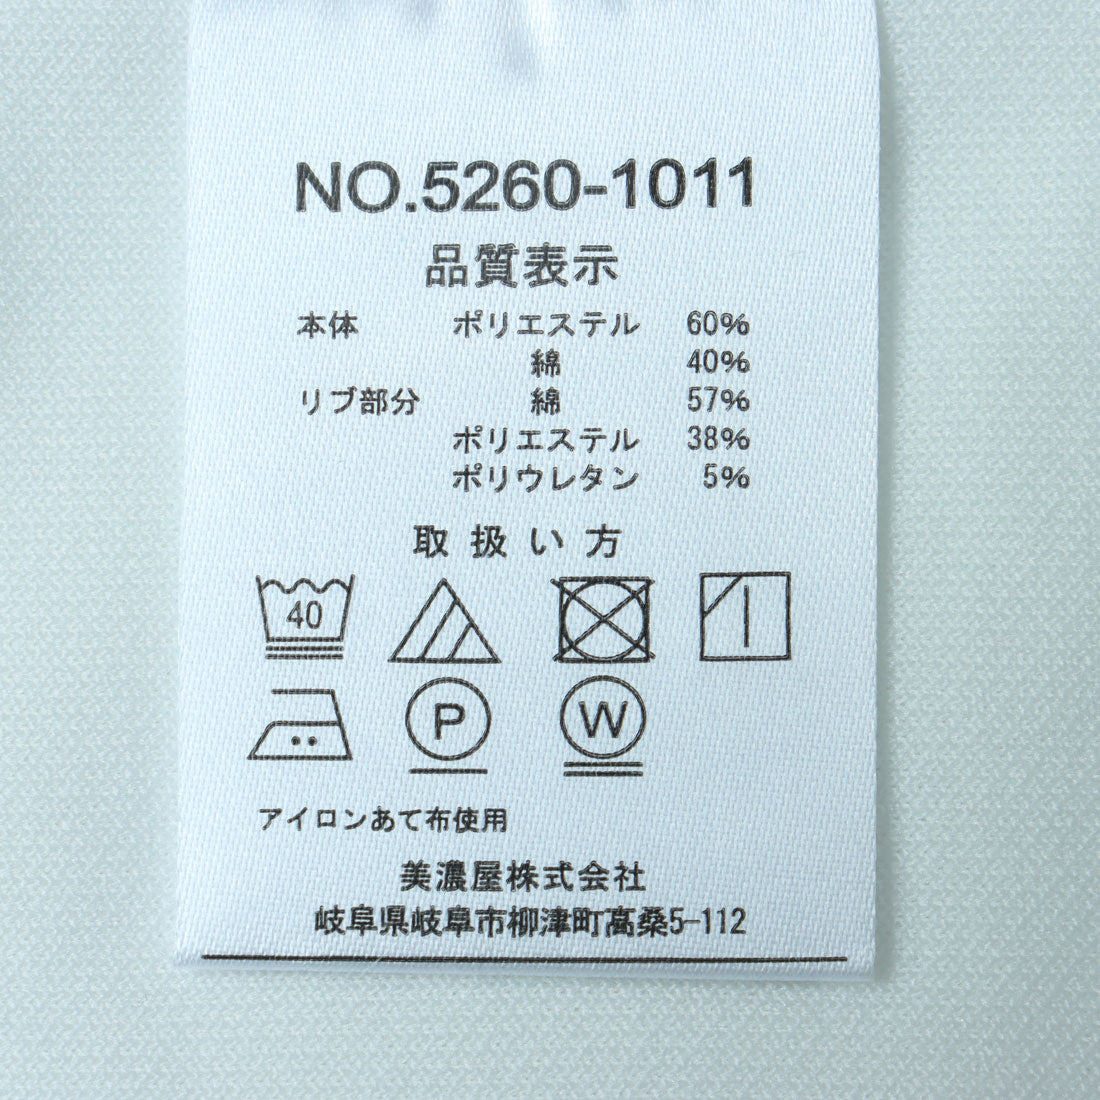 NO.5260-1011
品質表示
本体 ポリエステル 60%
綿 40%
リブ部分 綿 57%
ポリエステル 38%
ポリウレタン 5%
取扱い方
40
P W
アイロンあて布使用
美濃屋株式会社
岐阜県岐阜市柳津町高桑5-112